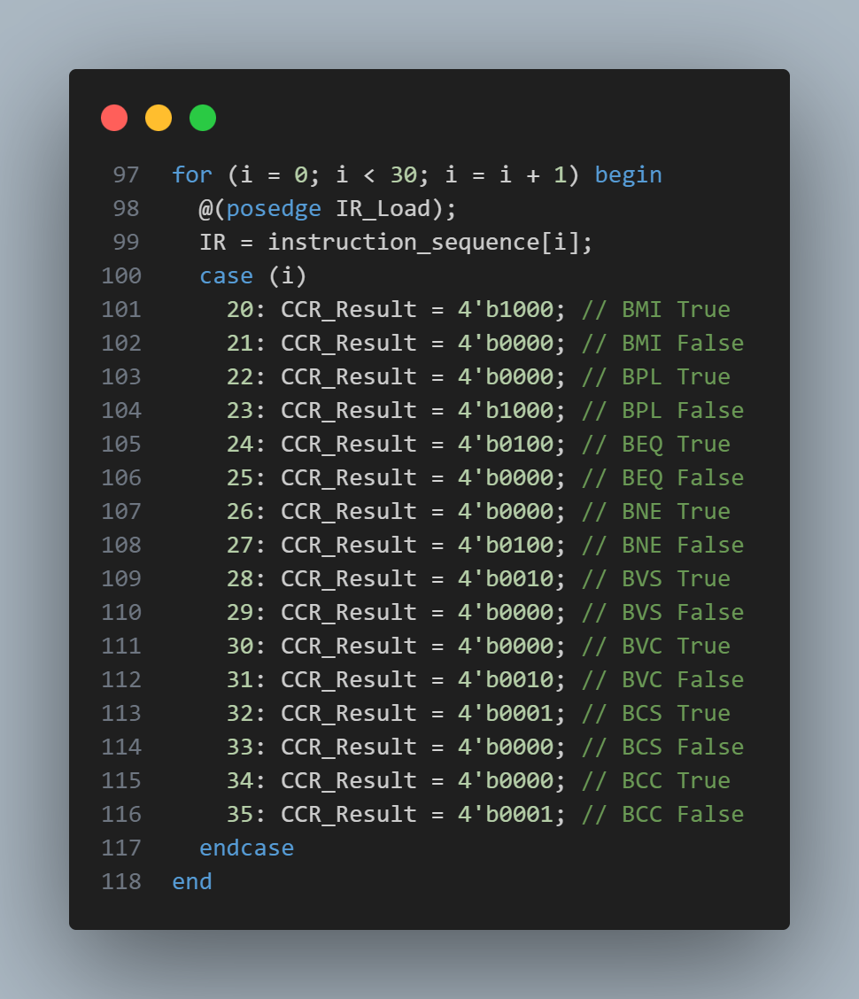 97 for (i = 0; i < 30; i = i + 1) begin
98 @(posedge IR_Load);
99 IR = instruction_sequence[i];
100 case (i)
101 20: CCR_Result = 4'b1000; // BMI True
102 21: CCR_Result = 4'b0000; // BMI False
103 22: CCR_Result = 4'b0000; // BPL True
104 23: CCR_Result = 4'b1000; // BPL False
105 24: CCR_Result = 4'b0100; // BEQ True
106 25: CCR_Result = 4'b0000; // BEQ False
107 26: CCR_Result = 4'b0000; // BNE True
108 27: CCR_Result = 4'b0100; // BNE False
109 28: CCR_Result = 4'b0010; // BVS True
110 29: CCR_Result = 4'b0000; // BVS False
111 30: CCR_Result = 4'b0000; // BVC True
112 31: CCR_Result = 4'b0010; // BVC False
113 32: CCR_Result = 4'b0001; // BCS True
114 33: CCR_Result = 4'b0000; // BCS False
115 34: CCR_Result = 4'b0000; // BCC True
116 35: CCR_Result = 4'b0001; // BCC False
117 endcase
118 end